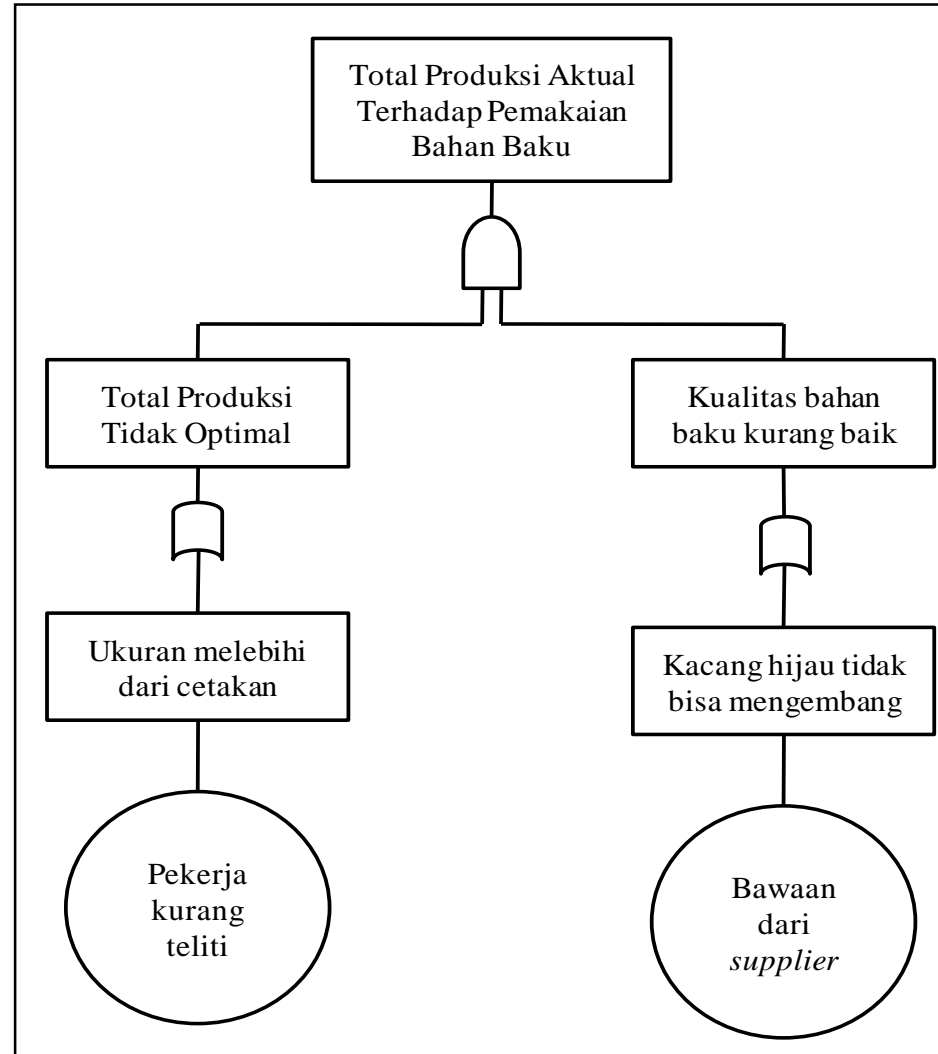 Total Produksi Aktual
Terhadap Pemakaian
Bahan Baku
Total Produksi
Tidak Optimal
Kualitas bahan
baku kurang baik
Ukuran melebihi
dari cetakan
Kacang hijau tidak
bisa mengembang
Pekerja
kurang
teliti
Bawaan
dari
supplier